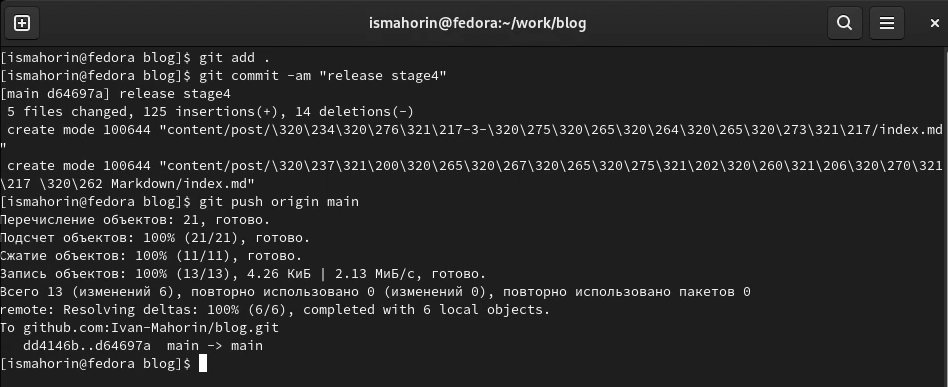 ismahorin@fedora:~/work/blog
[ismahorin@fedora blog]$ git add .
[ismahorin@fedora blog]$ git commit -am "release stage4"
[main d64697a] release stage4
 5 files changed, 125 insertions(+), 14 deletions(-)
 create mode 100644 "content/post/\320\234\320\276\321\217-3-\320\275\320\265\320\264\320\265\320\273\321\217/index.md
"
 create mode 100644 "content/post/\320\237\321\200\320\265\320\267\320\265\320\275\321\202\320\260\321\206\320\270\321
\217 \320\262 Markdown/index.md"
[ismahorin@fedora blog]$ git push origin main
Перечисление объектов: 21, готово.
Подсчет объектов: 100% (21/21), готово.
Сжатие объектов: 100% (11/11), готово.
Запись объектов: 100% (13/13), 4.26 КиБ | 2.13 МиБ/с, готово.
Всего 13 (изменений 6), повторно использовано 0 (изменений 0), повторно использовано пакетов 0
remote: Resolving deltas: 100% (6/6), completed with 6 local objects.
To github.com:Ivan-Mahorin/blog.git
   dd4146b..d64697a  main -> main
[ismahorin@fedora blog]$